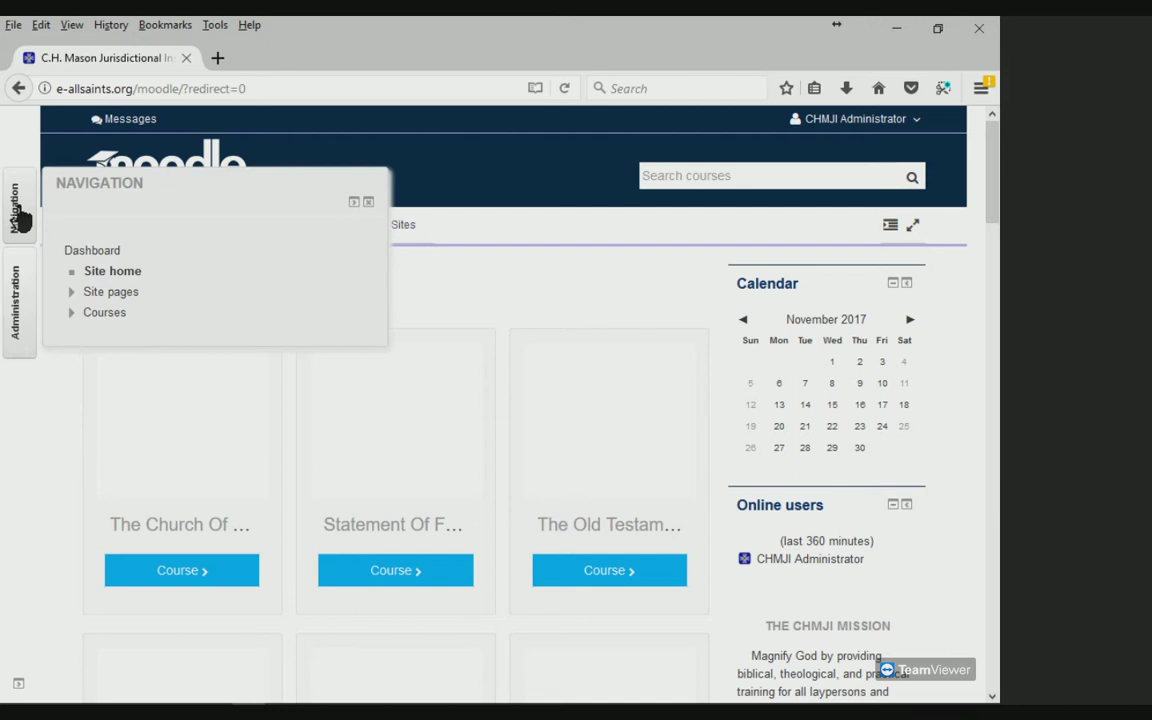 File Edit View History Bookmarks Tools Help
C.H. Mason Jurisdictional In
e-allsaints.org/moodle/?redirect=0
Search
Messages
CHMJI Administrator
moodle
Search courses
Navigation
NAVIGATION
Sites
Dashboard
Site home
Site pages
Courses
Administration
Calendar
November 2017
Sun Mon Tue Wed Thu Fri Sat
1 2 3 4
5 6 7 8 9 10 11
12 13 14 15 16 17 18
19 20 21 22 23 24 25
26 27 28 29 30
The Church Of ...
Statement Of F...
The Old Testam...
Course
Course
Course
Online users
(last 360 minutes)
CHMJI Administrator
THE CHMJI MISSION
Magnify God by providing
biblical, theological, and practical
training for all laypersons and
TeamViewer